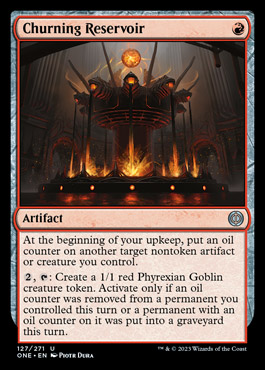 Churning Reservoir
Artifact
At the beginning of your upkeep, put an oil
counter on another target nontoken artifact
or creature you control.
2, : Create a 1/1 red Phyrexian Goblin
creature token. Activate only if an oil
counter was removed from a permanent you
controlled this turn or a permanent with an
oil counter on it was put into a graveyard
this turn.
127/271 U
ONE • EN Piotr Dura
™ & © 2023 Wizards of the Coast